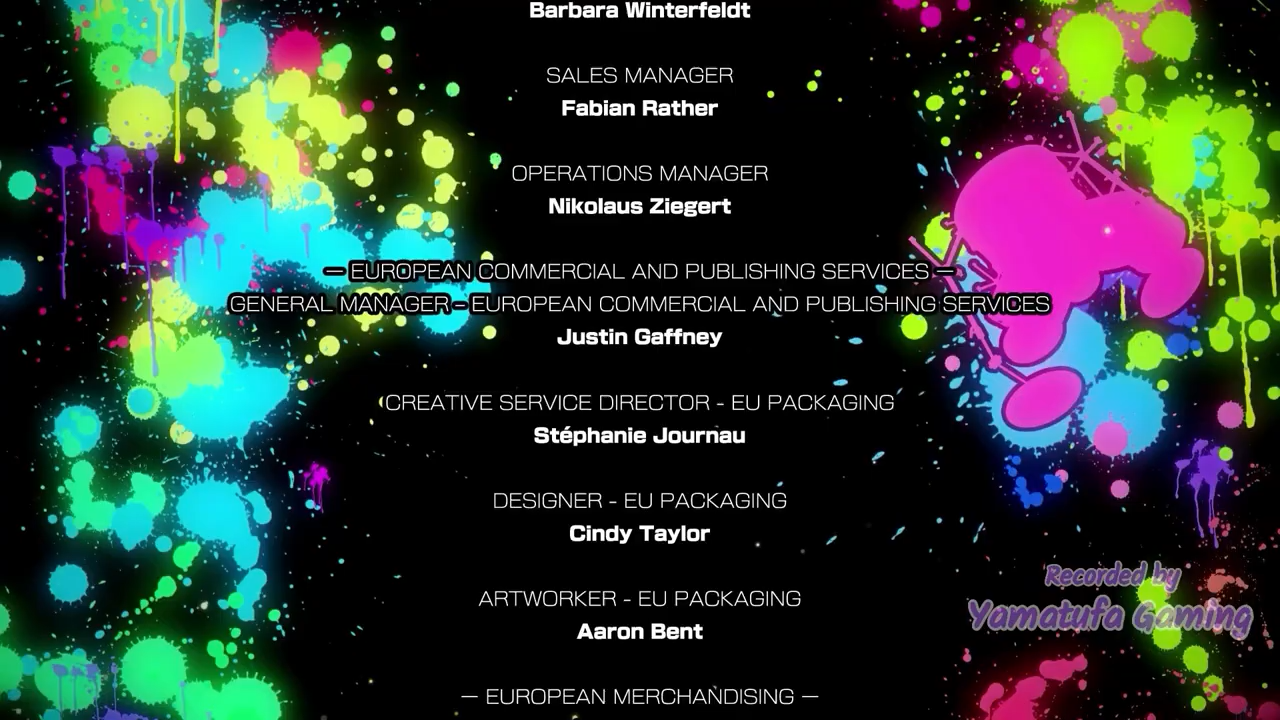 Barbara Winterfeldt
SALES MANAGER
Fabian Rather
OPERATIONS MANAGER
Nikolaus Ziegert
— EUROPEAN COMMERCIAL AND PUBLISHING SERVICES —
GENERAL MANAGER - EUROPEAN COMMERCIAL AND PUBLISHING SERVICES
Justin Gaffney
CREATIVE SERVICE DIRECTOR - EU PACKAGING
Stéphanie Journau
DESIGNER - EU PACKAGING
Cindy Taylor
ARTWORKER - EU PACKAGING
Aaron Bent
— EUROPEAN MERCHANDISING —
Recorded by
Yamatufa Gaming